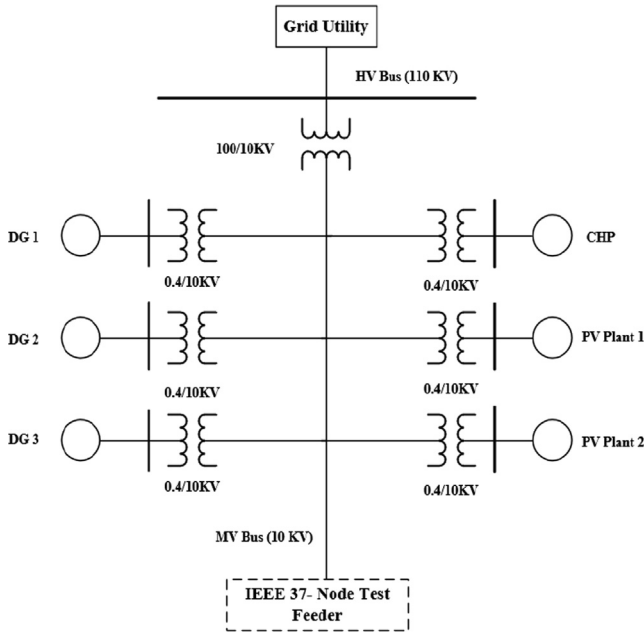 Grid Utility
HV Bus (110 KV)
100/10KV
DG 1
CHP
0.4/10KV
0.4/10KV
DG 2
PV Plant 1
0.4/10KV
0.4/10KV
DG 3
PV Plant 2
0.4/10KV
0.4/10KV
MV Bus (10 KV)
IEEE 37- Node Test
Feeder